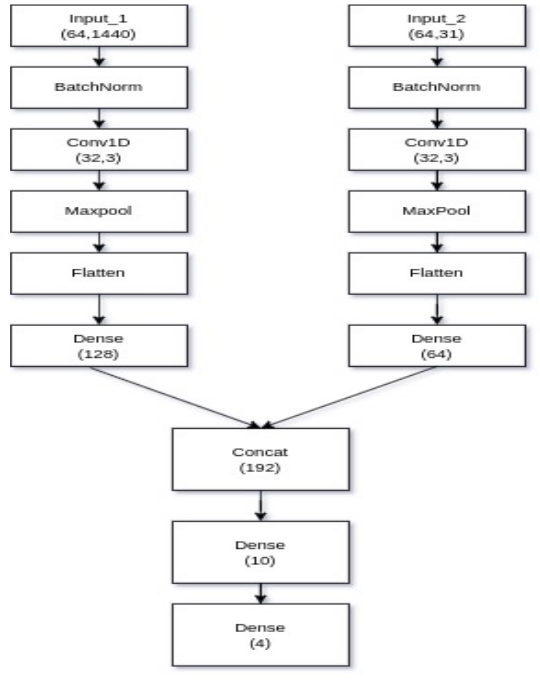 Input_1
(64,1440)
BatchNorm
Conv1D
(32,3)
Maxpool
Flatten
Dense
(128)
Input_2
(64,31)
BatchNorm
Conv1D
(32,3)
MaxPool
Flatten
Dense
(64)
Concat
(192)
Dense
(10)
Dense
(4)